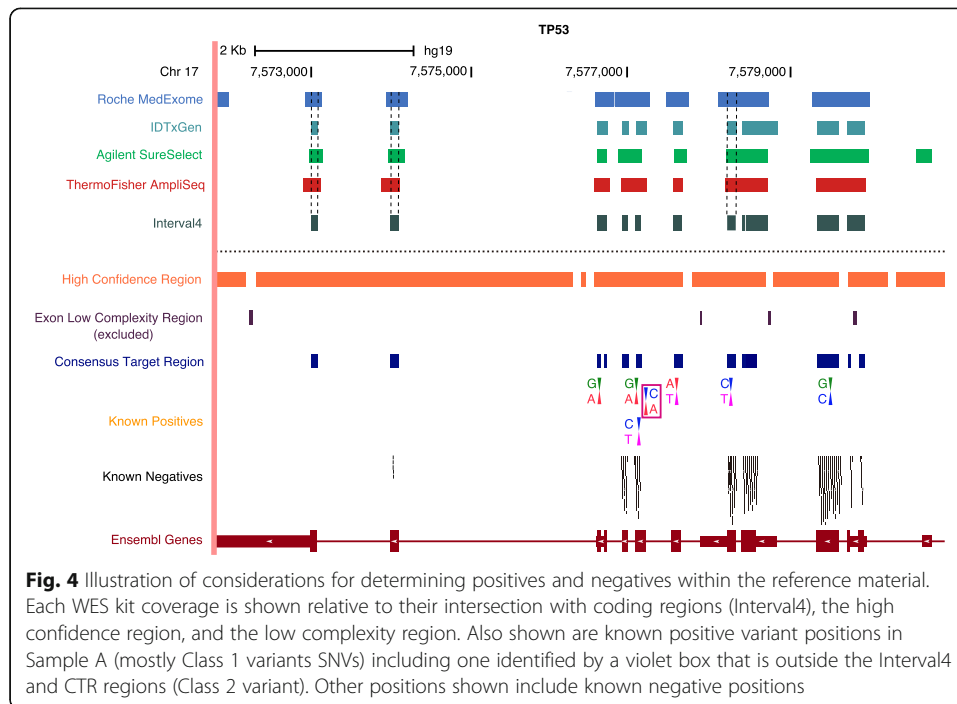 TP53
2 Kb hg19
Chr 17 7,573,000 7,575,000 7,577,000 7,579,000
Roche MedExome
IDTxGen
Agilent SureSelect
ThermoFisher AmpliSeq
Interval4
High Confidence Region
Exon Low Complexity Region
(excluded)
Consensus Target Region
G G A C G
A A C T T C
A
Known Positives
C
T
Known Negatives
Ensembl Genes
Fig. 4 Illustration of considerations for determining positives and negatives within the reference material.
Each WES kit coverage is shown relative to their intersection with coding regions (Interval4), the high
confidence region, and the low complexity region. Also shown are known positive variant positions in
Sample A (mostly Class 1 variants SNVs) including one identified by a violet box that is outside the Interval4
and CTR regions (Class 2 variant). Other positions shown include known negative positions